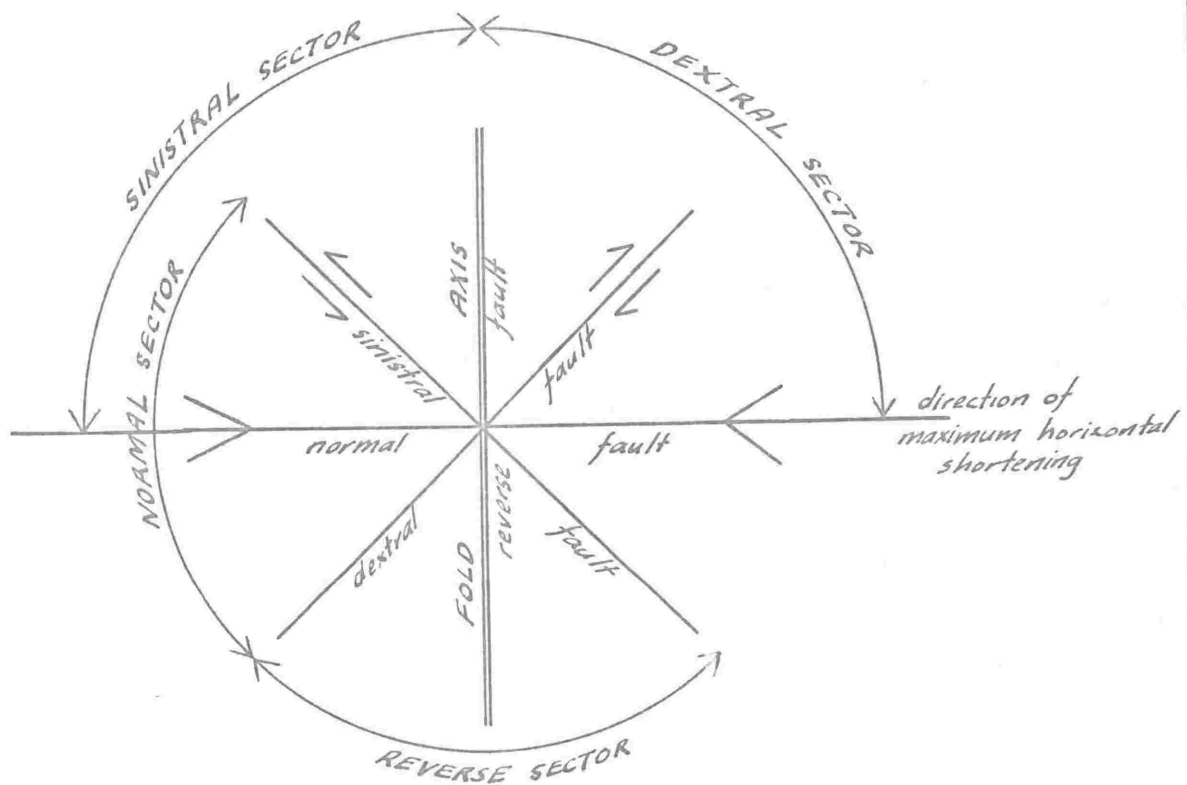 SINISTRAL SECTOR
DEXTRAL SECTOR
NORMAL SECTOR
AXIS
fault
sinistral
fault
normal
fault
direction of
maximum horizontal
shortening
dextral
FOLD
reverse
fault
REVERSE SECTOR